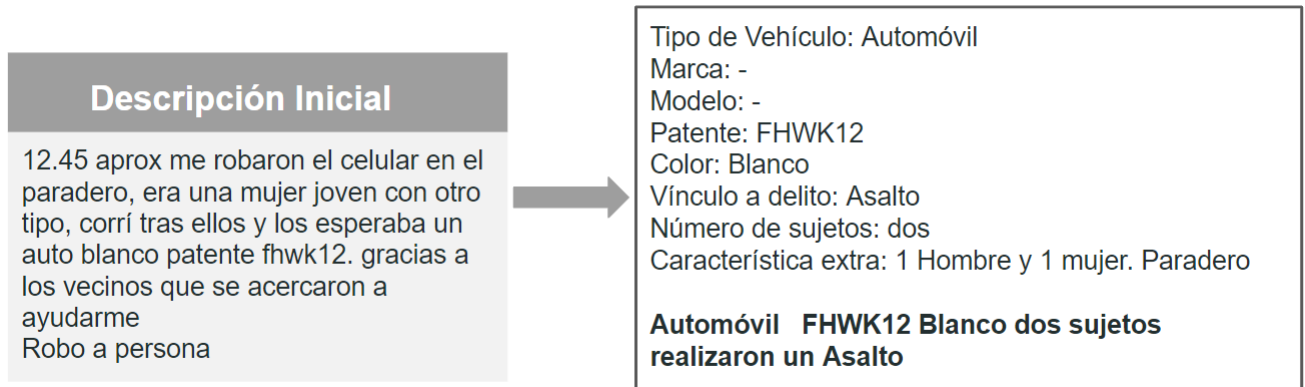 Descripción Inicial
12.45 aprox me robaron el celular en el
paradero, era una mujer joven con otro
tipo, corrí tras ellos y los esperaba un
auto blanco patente fhwk12. gracias a
los vecinos que se acercaron a
ayudarme
Robo a persona
Tipo de Vehículo: Automóvil
Marca: -
Modelo: -
Patente: FHWK12
Color: Blanco
Vínculo a delito: Asalto
Número de sujetos: dos
Característica extra: 1 Hombre y 1 mujer. Paradero
Automóvil   FHWK12 Blanco dos sujetos
realizaron un Asalto